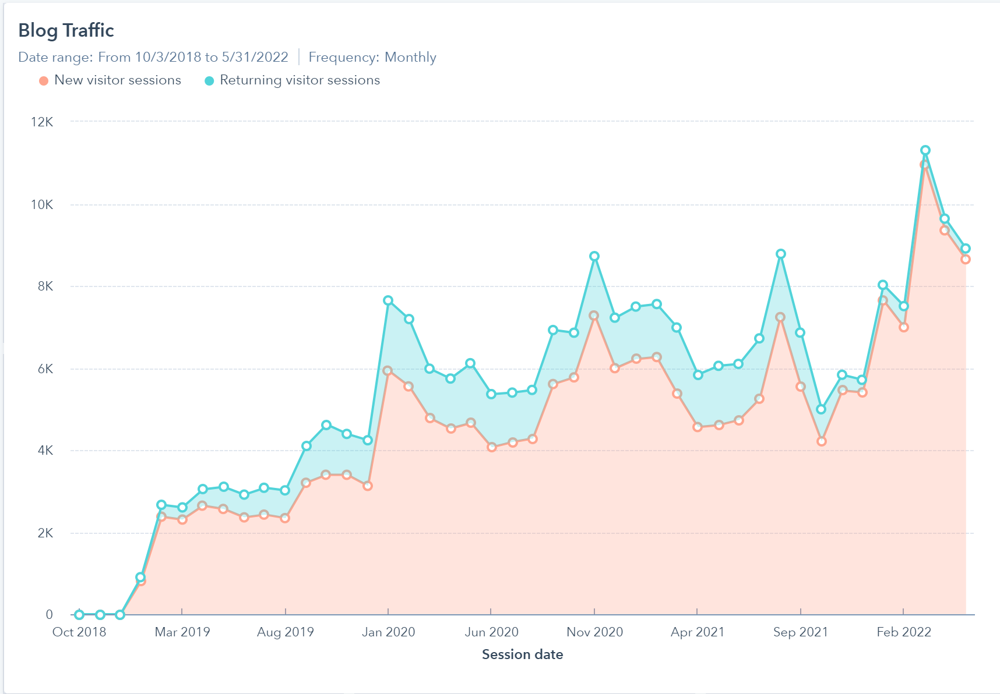 Blog Traffic
Date range: From 10/3/2018 to 5/31/2022 | Frequency: Monthly
New visitor sessions Returning visitor sessions
12K
10K
8K
6K
4K
2K
0
Oct 2018 Mar 2019 Aug 2019 Jan 2020 Jun 2020 Nov 2020 Apr 2021 Sep 2021 Feb 2022
Session date